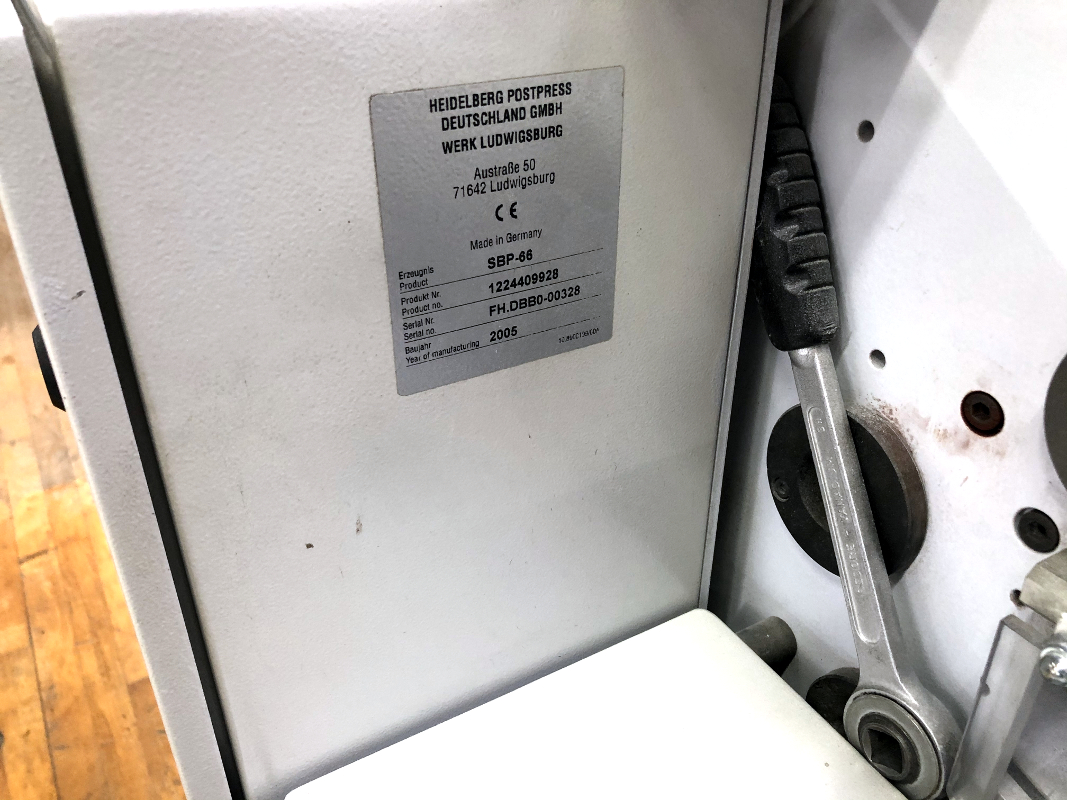 HEIDELBERG POSTPRESS
DEUTSCHLAND GMBH
WERK LUDWIGSBURG
Austraße 50
71642 Ludwigsburg
CE
Made in Germany
Erzeugnis
Product
SBP-66
Produkt Nr.
Product no.
1224409928
Serial Nr.
Serial no.
FH.DBB0-00328
Baujahr
Year of manufacturing
2005